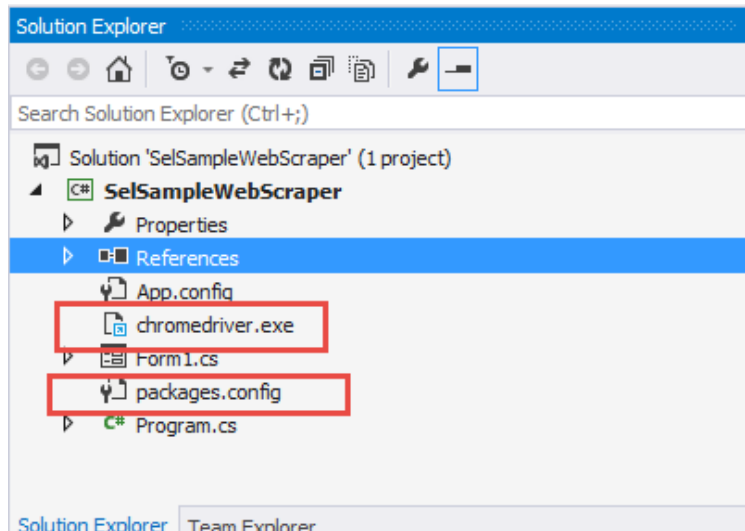 Solution Explorer
Search Solution Explorer (Ctrl+;)
Solution 'SelSampleWebScraper' (1 project)
C# SelSampleWebScraper
Properties
References
App.config
chromedriver.exe
Form1.cs
packages.config
C# Program.cs
Solution Explorer Team Explorer